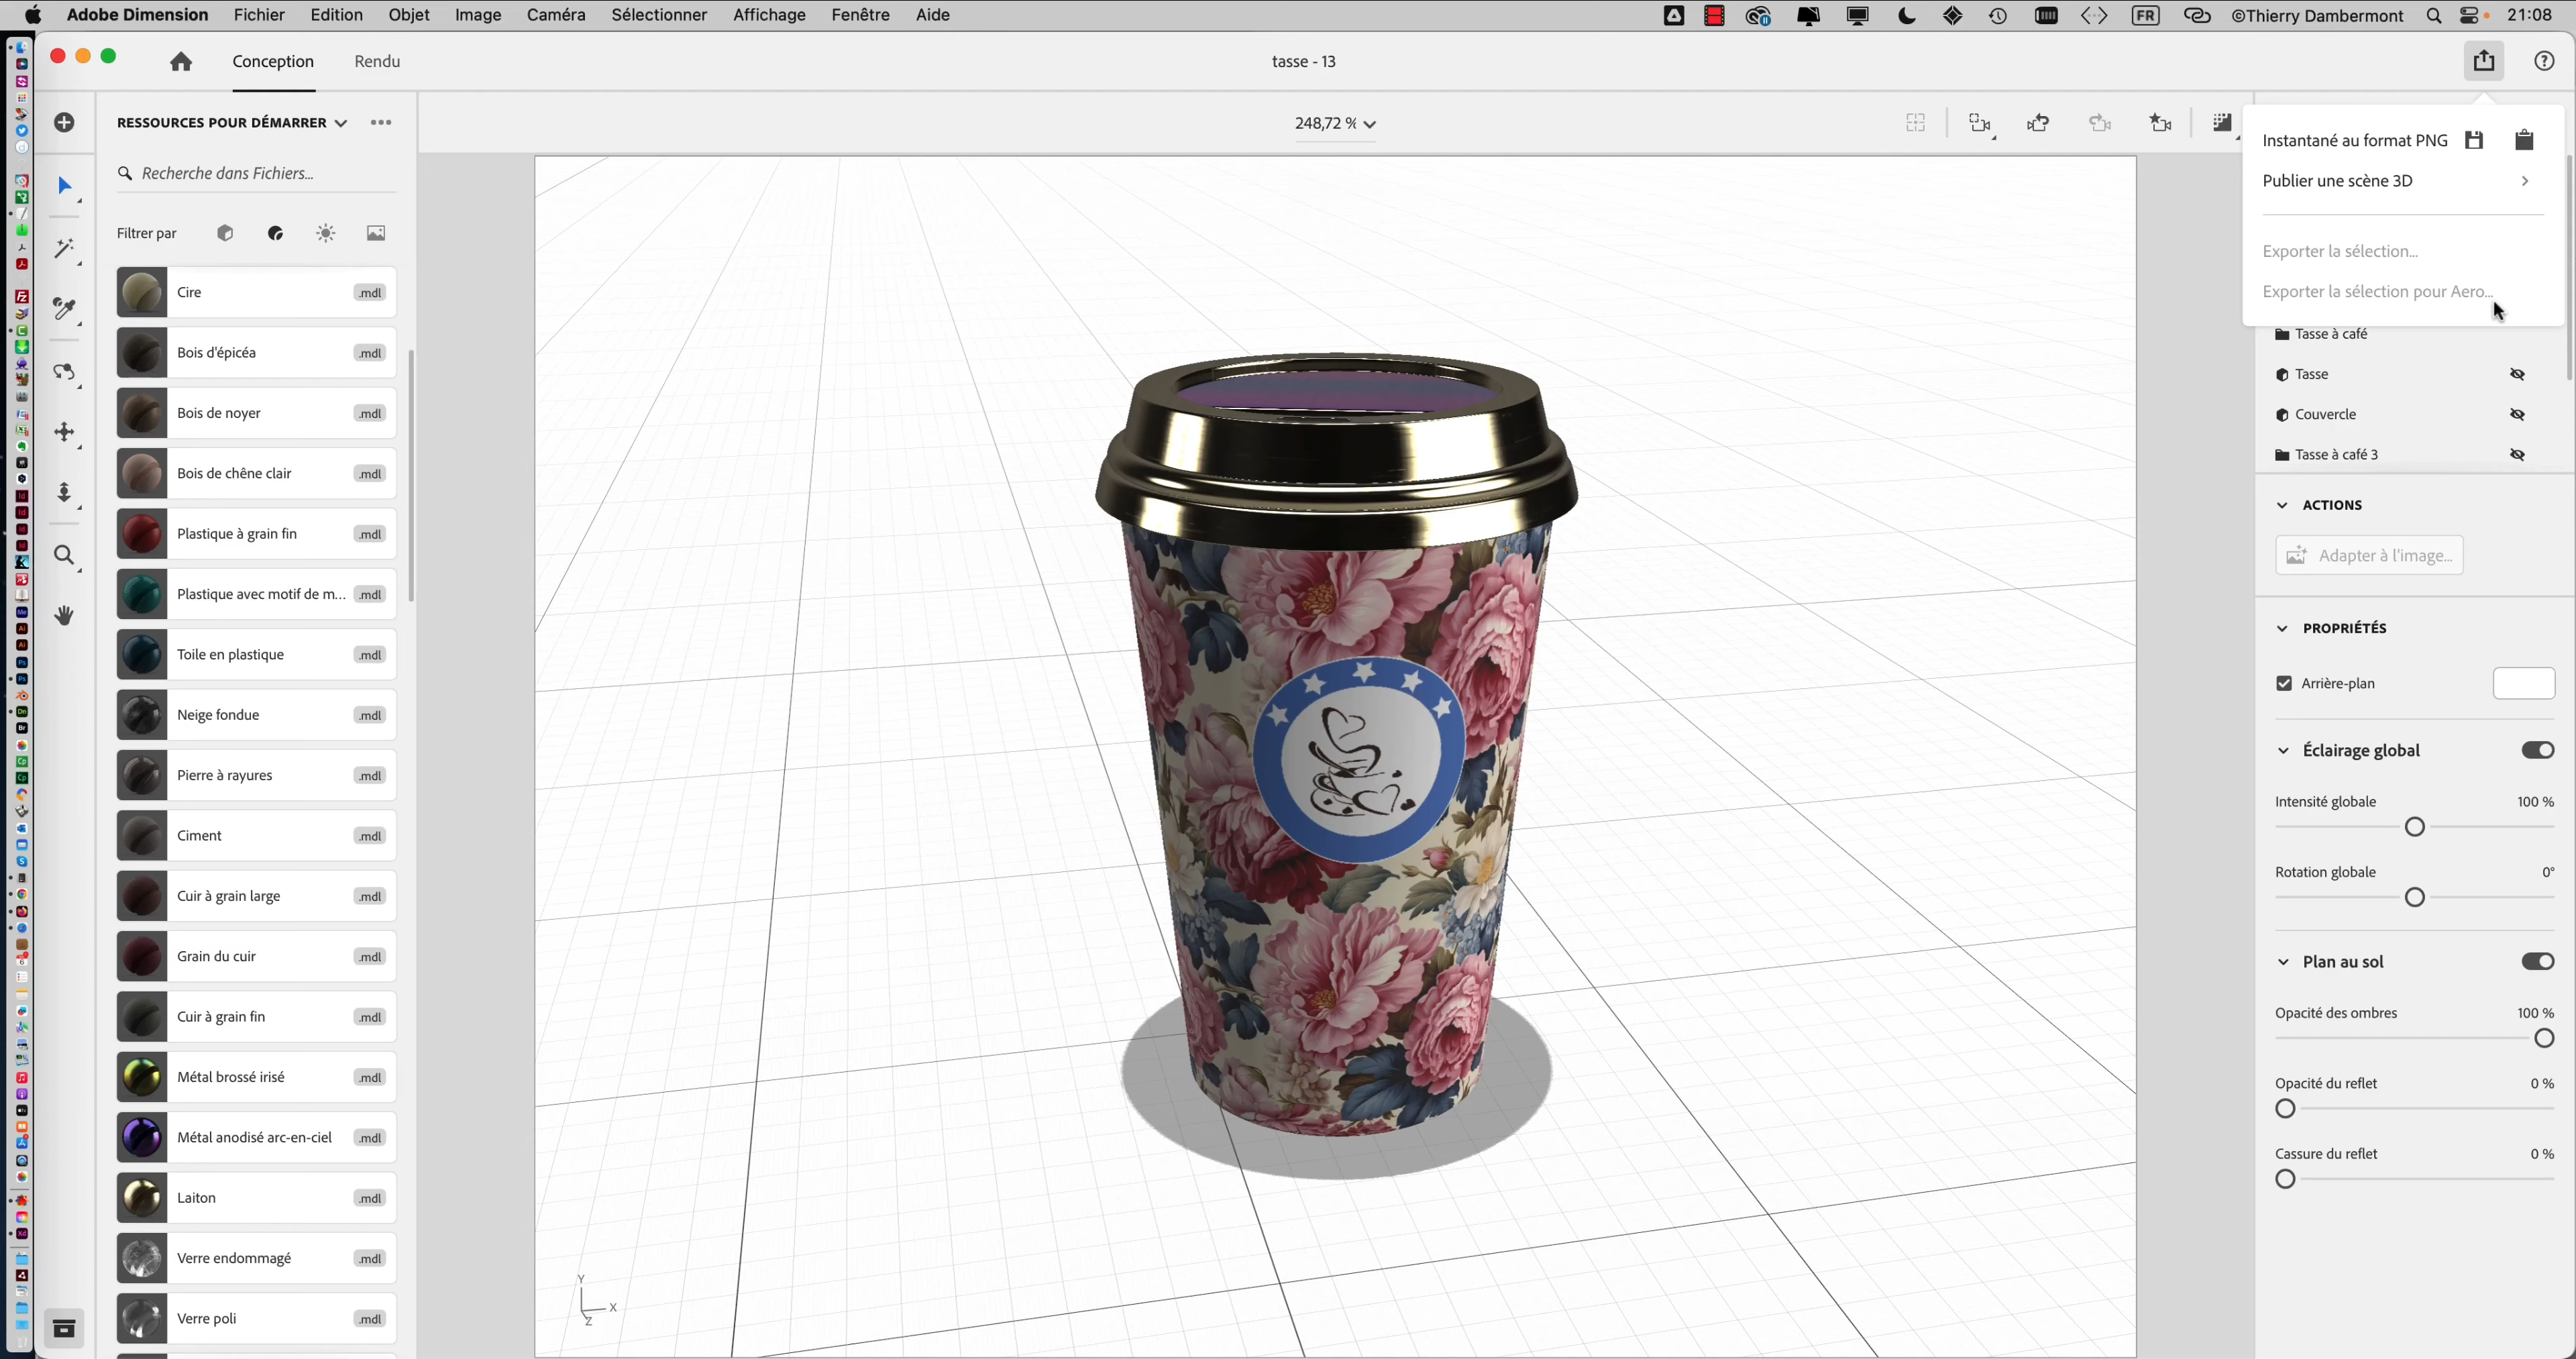 Adobe Dimension Fichier Edition Objet Image Caméra Sélectionner Affichage Fenêtre Aide FR ©Thierry Dambermont 21:08
Conception Rendu tasse - 13
RESSOURCES POUR DÉMARRER
248,72 %
Recherche dans Fichiers...
Filtrer par
Cire .mdl
Bois d'épicéa .mdl
Bois de noyer .mdl
Bois de chêne clair .mdl
Plastique à grain fin .mdl
Plastique avec motif de m... .mdl
Toile en plastique .mdl
Neige fondue .mdl
Pierre à rayures .mdl
Ciment .mdl
Cuir à grain large .mdl
Grain du cuir .mdl
Cuir à grain fin .mdl
Métal brossé irisé .mdl
Métal anodisé arc-en-ciel .mdl
Laiton .mdl
Verre endommagé .mdl
Verre poli .mdl
Y
X
Z
Instantané au format PNG
Publier une scène 3D
Exporter la sélection...
Exporter la sélection pour Aero...
Tasse à café
Tasse
Couvercle
Tasse à café 3
ACTIONS
Adapter à l'image...
PROPRIÉTÉS
Arrière-plan
Éclairage global
Intensité globale 100 %
Rotation globale 0°
Plan au sol
Opacité des ombres 100 %
Opacité du reflet 0 %
Cassure du reflet 0 %